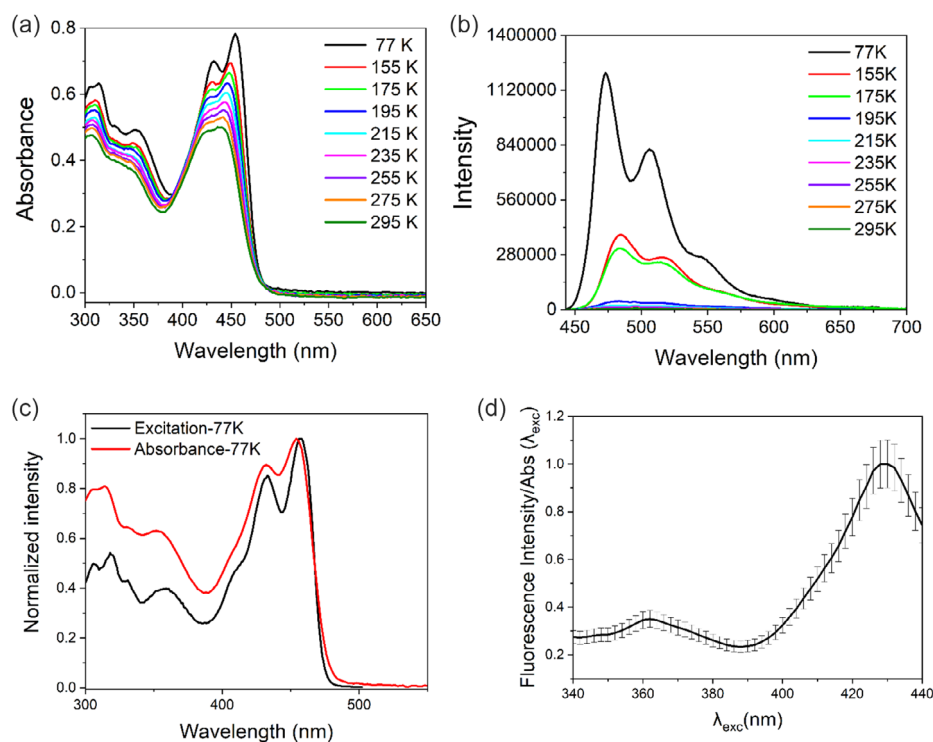 (a)
Absorbance
0.8
0.6
0.4
0.2
0.0
300 350 400 450 500 550 600 650
Wavelength (nm)
77 K
155 K
175 K
195 K
215 K
235 K
255 K
275 K
295 K
(b)
Intensity
1400000
1120000
840000
560000
280000
0
450 500 550 600 700
Wavelength (nm)
77K
155K
175K
195K
215K
235K
255K
275K
295K
(c)
Normalized intensity
1.0
0.8
0.6
0.4
0.2
0.0
300 400 500
Wavelength (nm)
Excitation-77K
Absorbance-77K
(d)
Fluorescence Intensity/Abs (λexc)
1.2
1.0
0.8
0.6
0.4
0.2
340 360 380 400 420 440
λexc(nm)